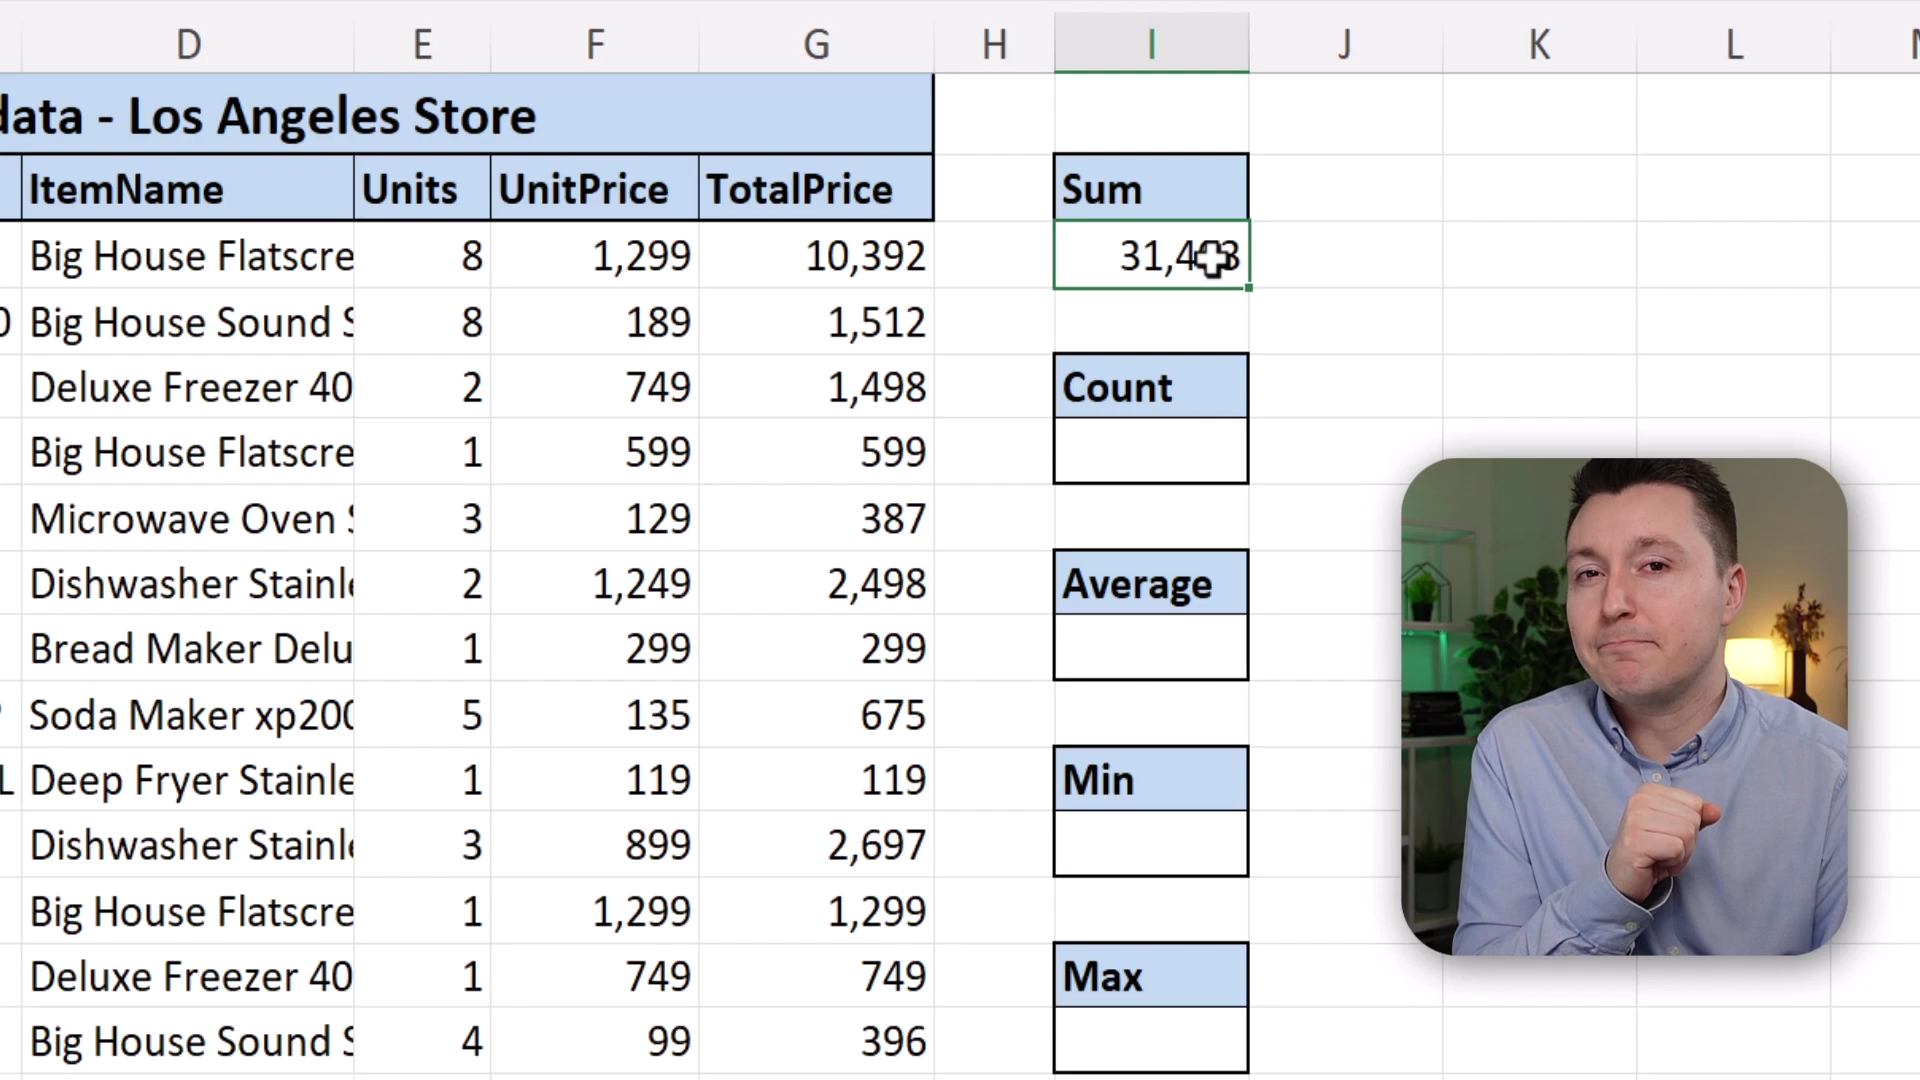 D E F G H I J K L
data - Los Angeles Store
ItemName Units UnitPrice TotalPrice Sum
Big House Flatscre 8 1,299 10,392
Big House Sound 8 189 1,512
Deluxe Freezer 40 2 749 1,498 Count
Big House Flatscre 1 599 599
Microwave Oven 3 129 387
Dishwasher Stainle 2 1,249 2,498 Average
Bread Maker Delu 1 299 299
Soda Maker xp200 5 135 675
L Deep Fryer Stainle 1 119 119 Min
Dishwasher Stainle 3 899 2,697
Big House Flatscre 1 1,299 1,299
Deluxe Freezer 40 1 749 749 Max
Big House Sound 4 99 396